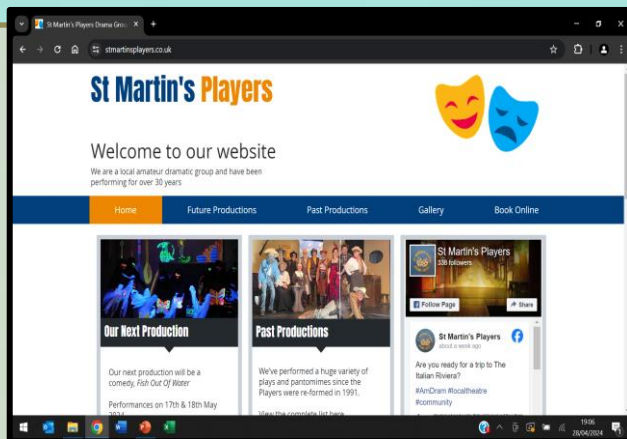 St Martin's Players Drama Grou
stmartinsplayers.co.uk
St Martin's Players
Welcome to our website
We are a local amateur dramatic group and have been
performing for over 30 years
Home Future Productions Past Productions Gallery Book Online
Our Next Production
Our next production will be a
comedy, Fish Out Of Water
Performances on 17th & 18th May
2024
Past Productions
We've performed a huge variety of
plays and pantomimes since the
Players were re-formed in 1991.
View the complete list here
St Martin's Players
338 followers
Follow Page Share
St Martin's Players
about a week ago
Are you ready for a trip to The
Italian Riviera?
#AmDram #localtheatre
#community
19:06
28/04/2024